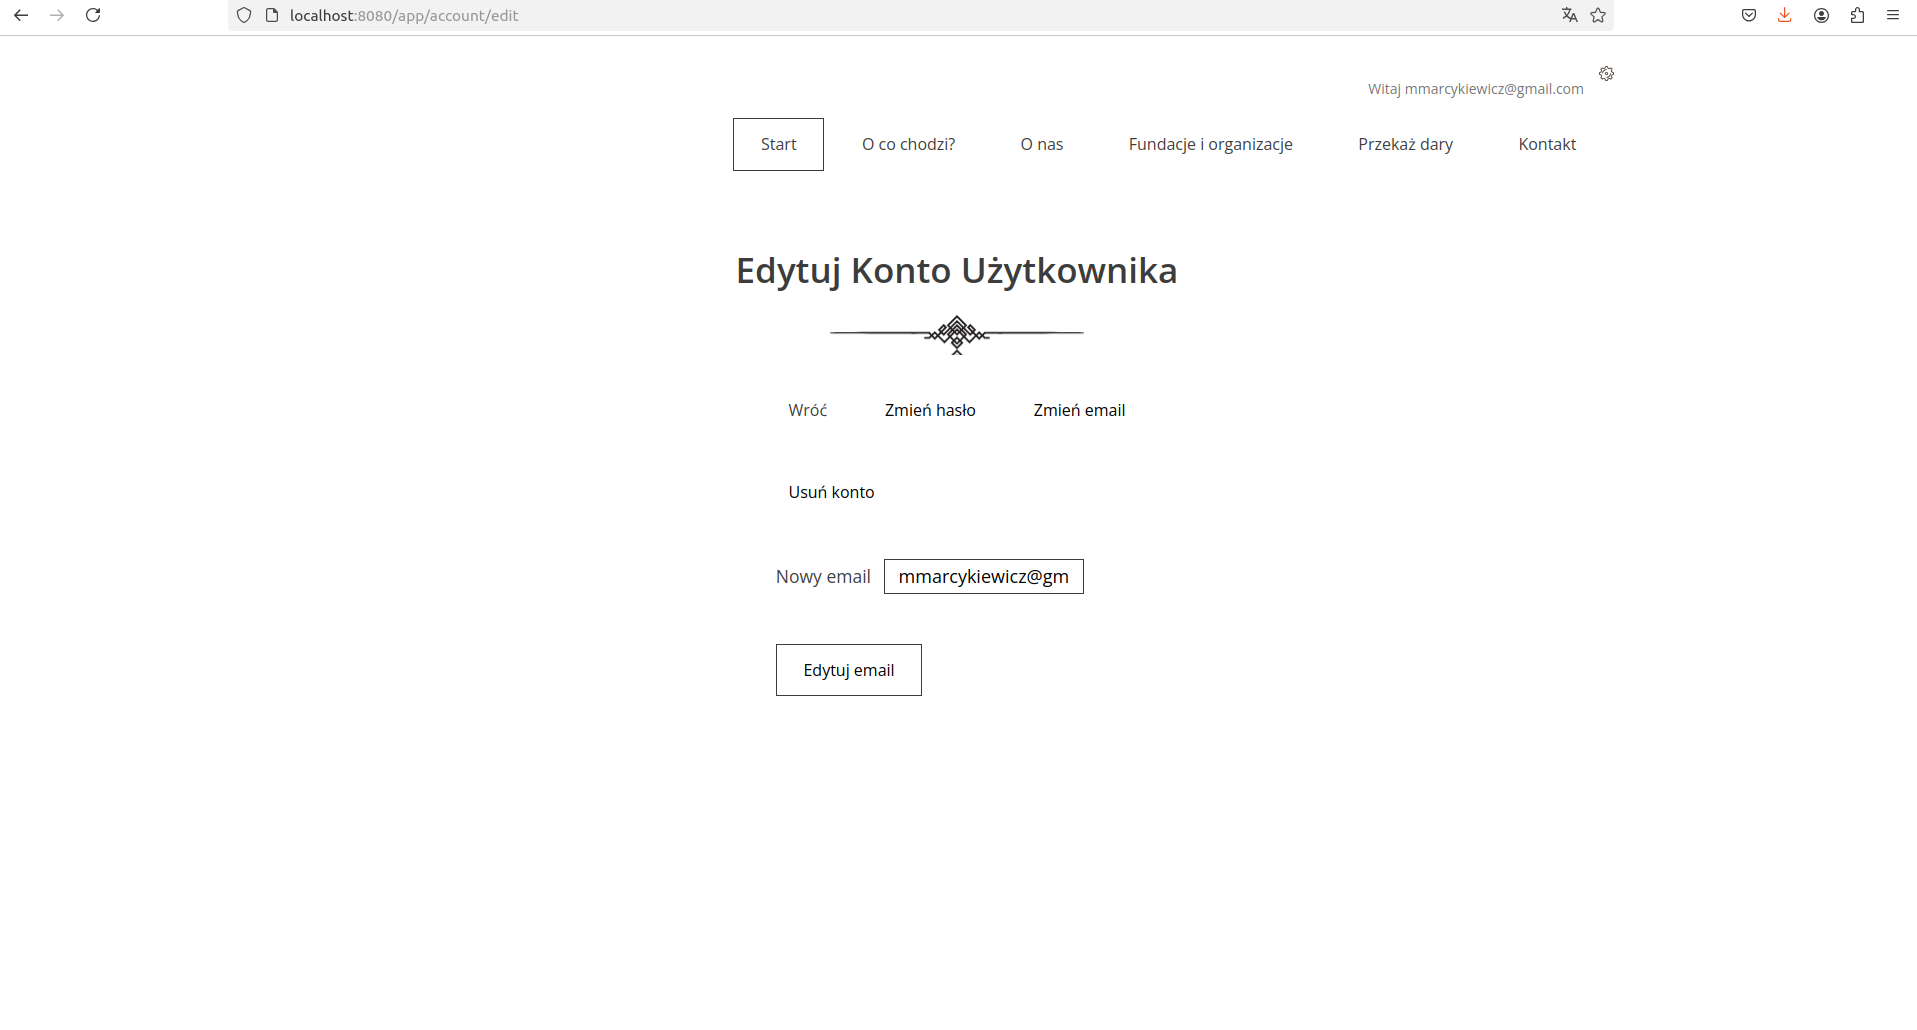 localhost:8080/app/account/edit
Witaj mmarcykiewicz@gmail.com
Start O co chodzi? O nas Fundacje i organizacje Przekaż dary Kontakt
Edytuj Konto Użytkownika
Wróć Zmień hasło Zmień email
Usuń konto
Nowy email mmarcykiewicz@gm
Edytuj email